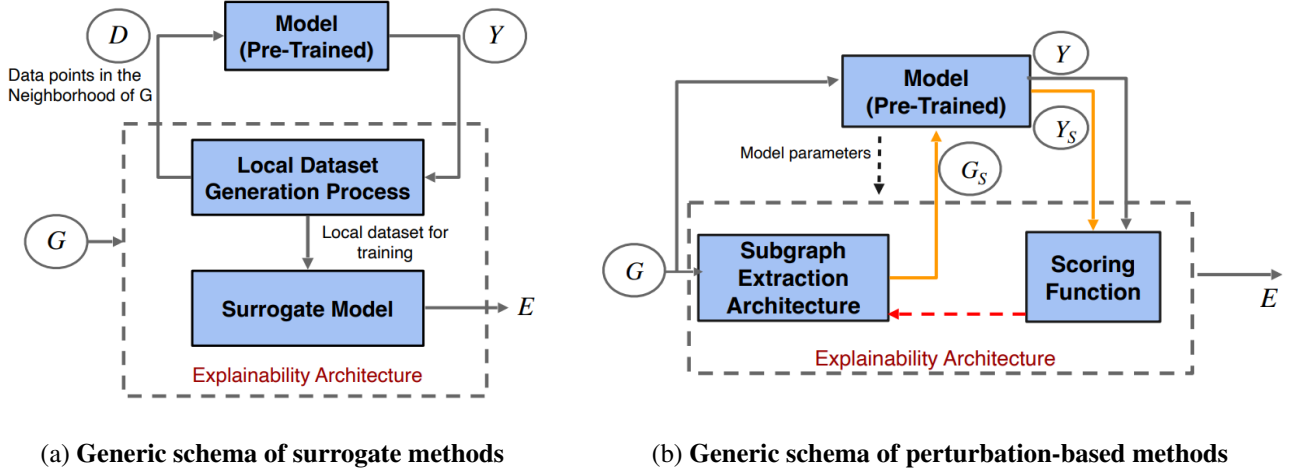 D
Model
(Pre-Trained)
Y
Data points in the
Neighborhood of G
Local Dataset
Generation Process
G
Local dataset for
training
Surrogate Model
E
Explainability Architecture
(a) Generic schema of surrogate methods
Model
(Pre-Trained)
Y
Y_S
Model parameters
G_S
G
Subgraph
Extraction
Architecture
Scoring
Function
E
Explainability Architecture
(b) Generic schema of perturbation-based methods